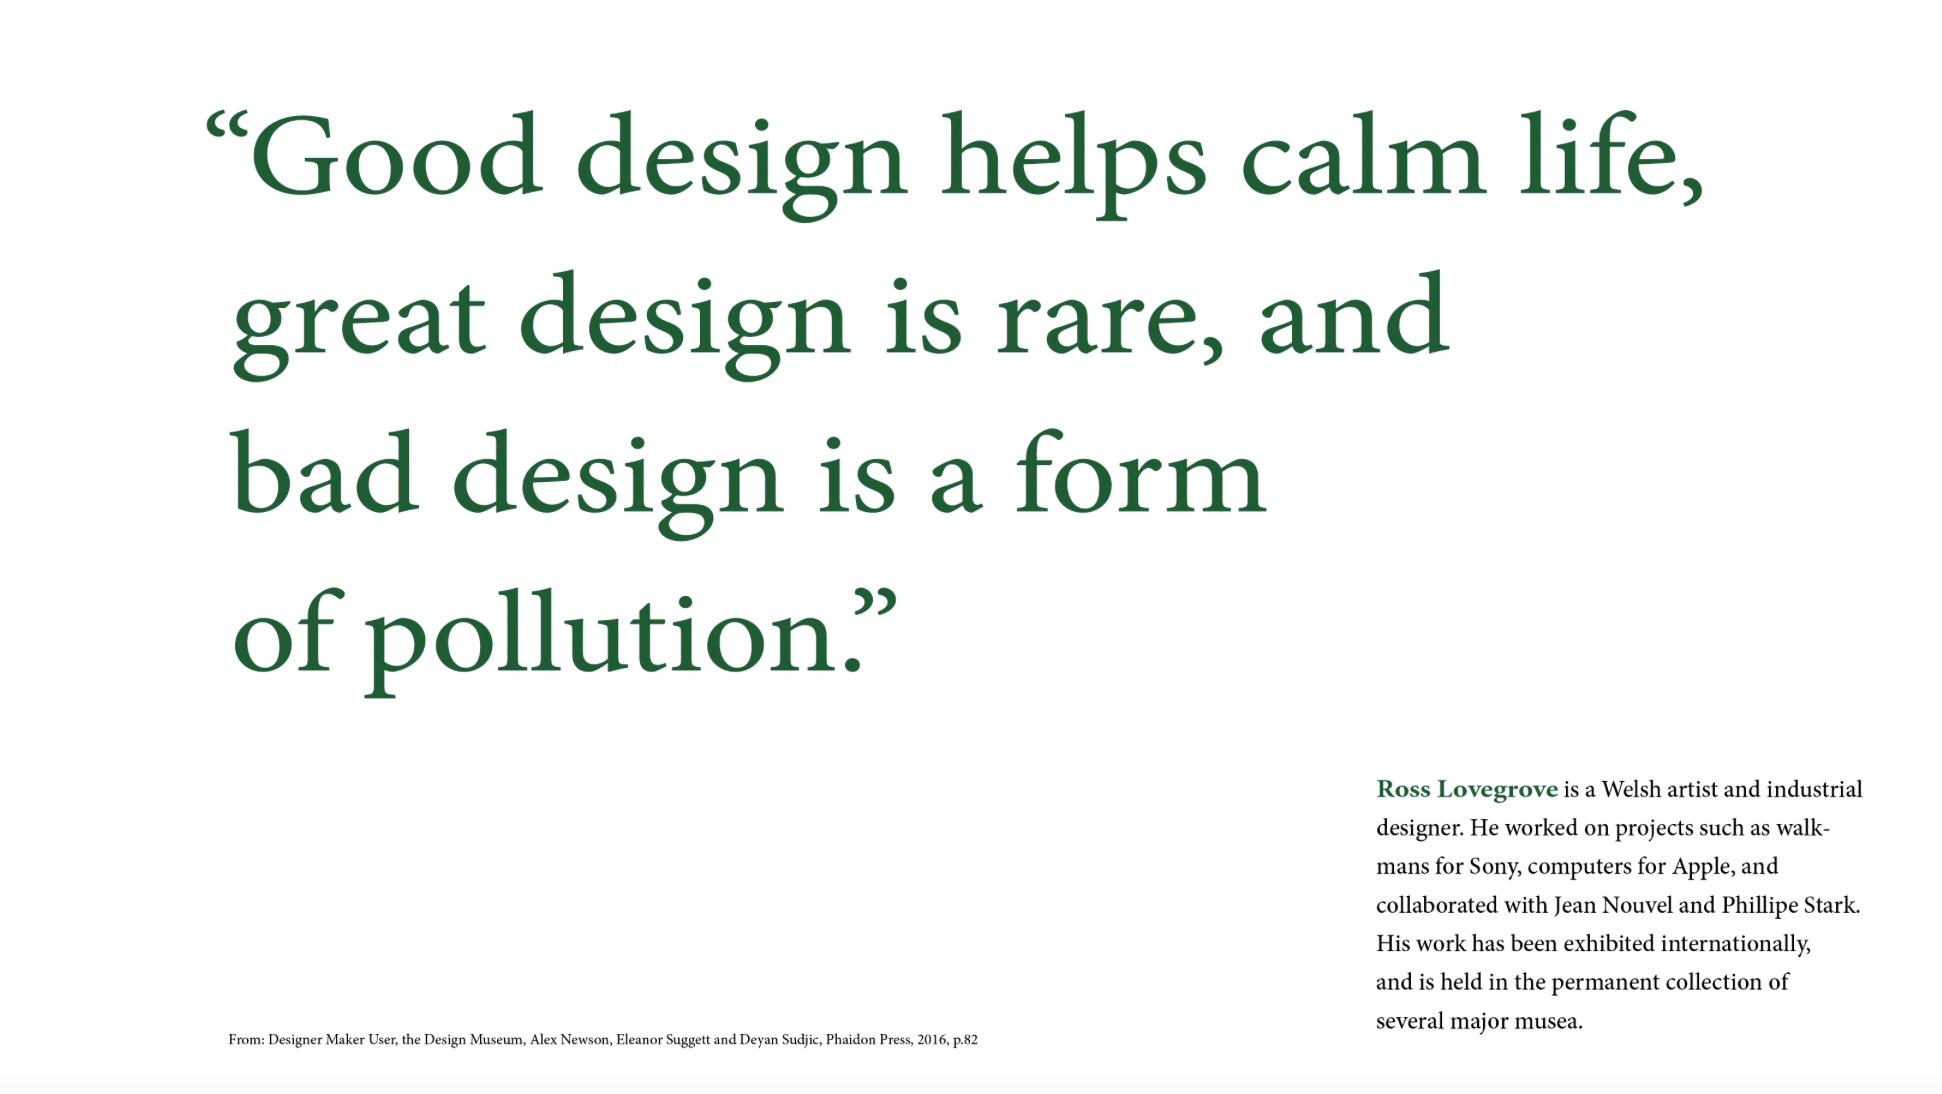 “Good design helps calm life,
great design is rare, and
bad design is a form
of pollution.”
Ross Lovegrove is a Welsh artist and industrial
designer. He worked on projects such as walk-
mans for Sony, computers for Apple, and
collaborated with Jean Nouvel and Phillipe Stark.
His work has been exhibited internationally,
and is held in the permanent collection of
several major musea.
From: Designer Maker User, the Design Museum, Alex Newson, Eleanor Suggett and Deyan Sudjic, Phaidon Press, 2016, p.82